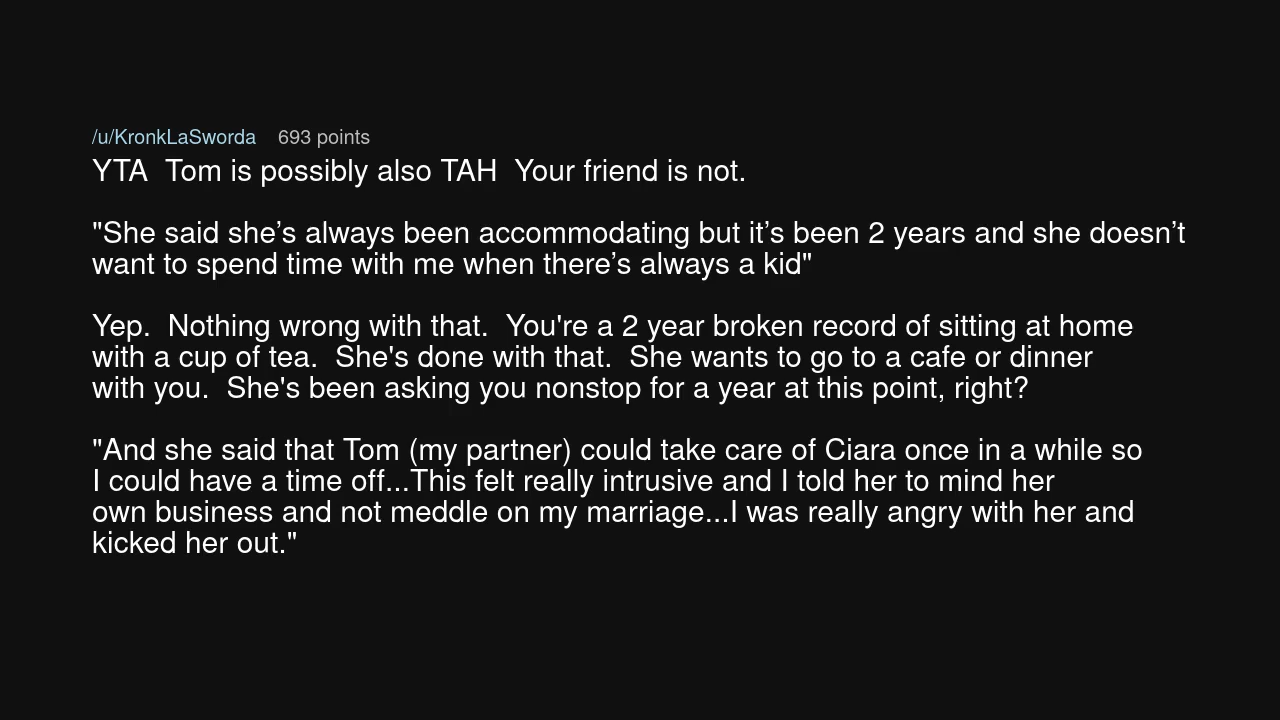 /u/KronkLaSworda 693 points
YTA Tom is possibly also TAH Your friend is not.
"She said she’s always been accommodating but it’s been 2 years and she doesn’t
want to spend time with me when there’s always a kid"
Yep. Nothing wrong with that. You're a 2 year broken record of sitting at home
with a cup of tea. She's done with that. She wants to go to a cafe or dinner
with you. She's been asking you nonstop for a year at this point, right?
"And she said that Tom (my partner) could take care of Ciara once in a while so
I could have a time off...This felt really intrusive and I told her to mind her
own business and not meddle on my marriage...I was really angry with her and
kicked her out."